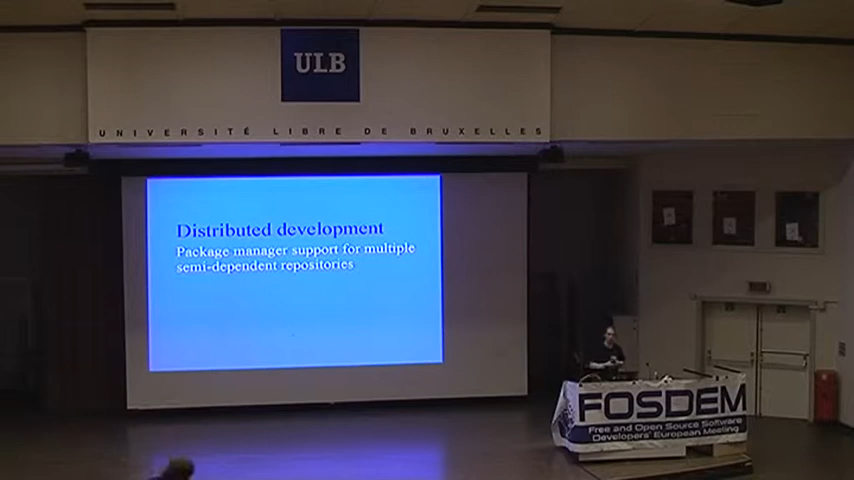 ULB
UNIVERSITÉ LIBRE DE BRUXELLES
Distributed development
Package manager support for multiple
semi-dependent repositories
FOSDEM
Free and Open Source Software
Developers' European Meeting